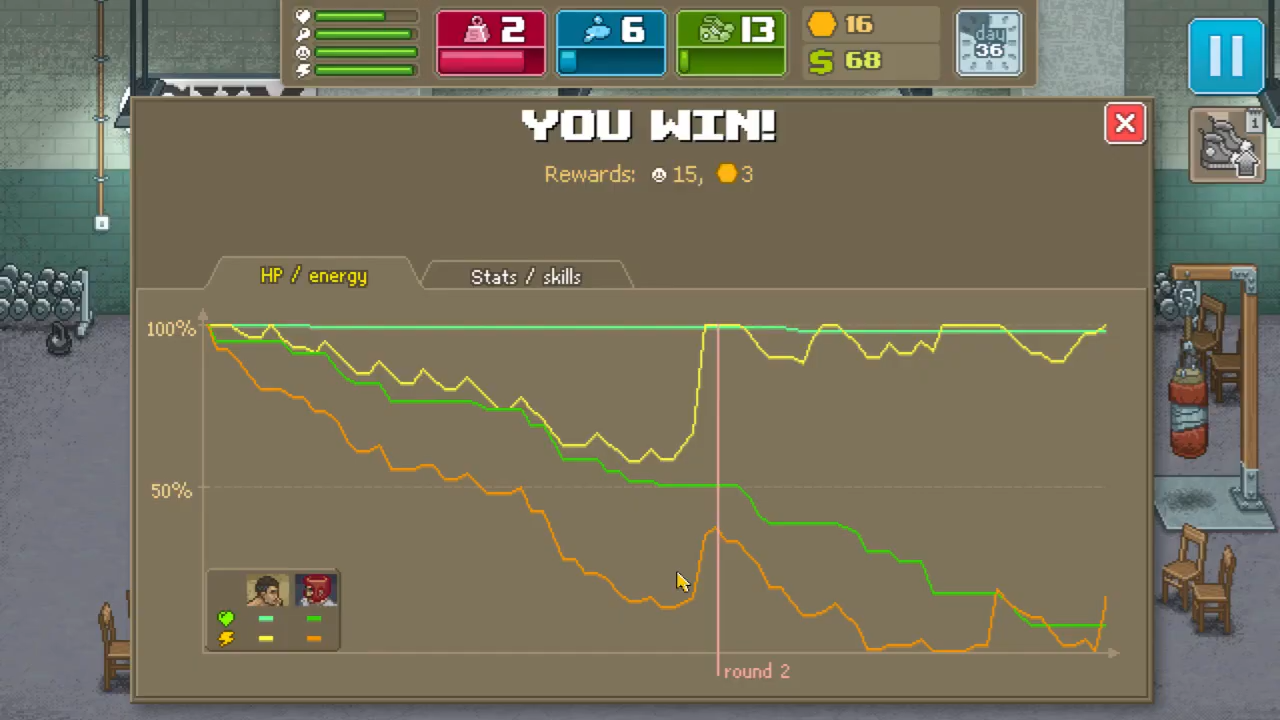 2
6
13
16
68
day
36
1
YOU WIN!
Rewards: 15, 3
HP / energy
Stats / skills
100%
50%
round 2